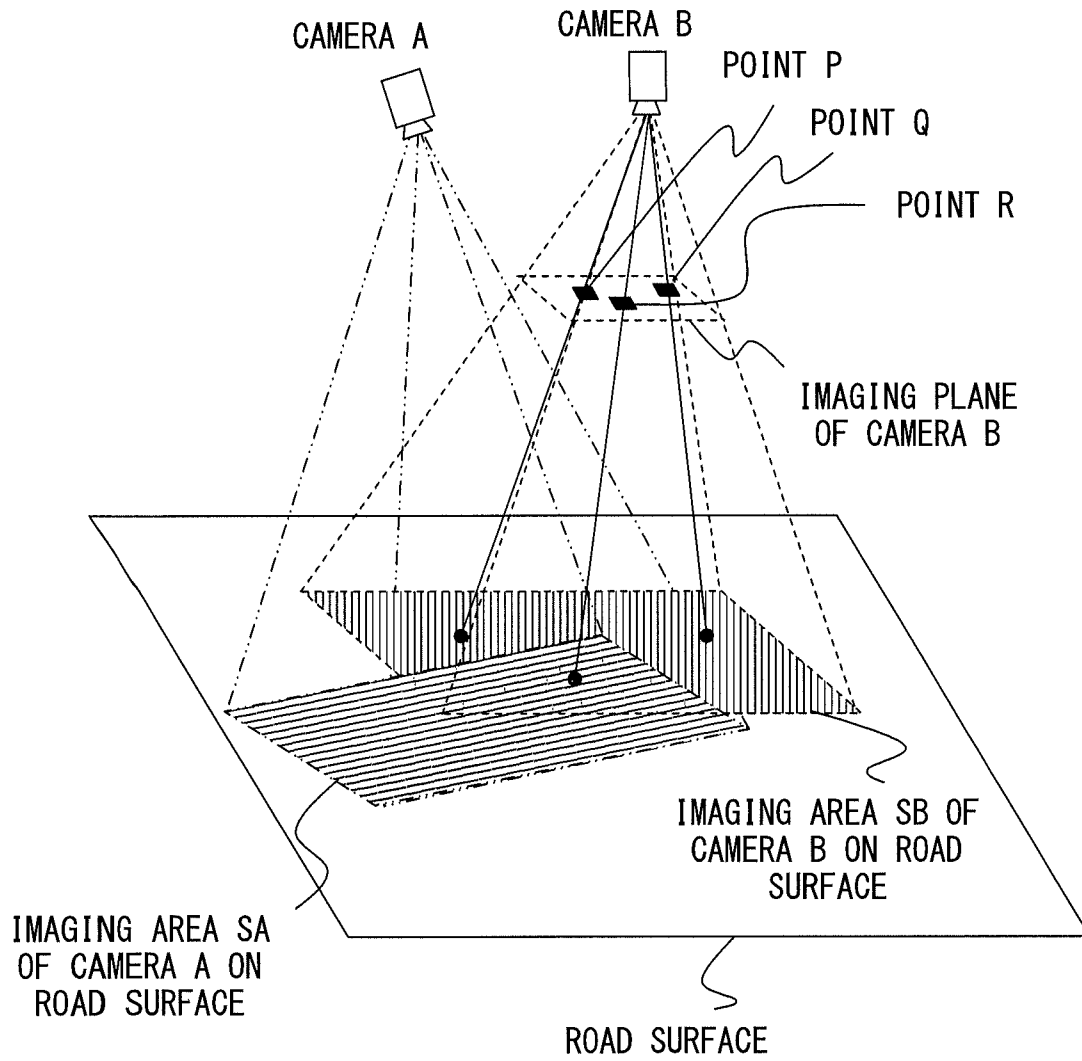 CAMERA A
CAMERA B
POINT P
POINT Q
POINT R
IMAGING PLANE
OF CAMERA B
IMAGING AREA SB OF
CAMERA B ON ROAD
SURFACE
IMAGING AREA SA
OF CAMERA A ON
ROAD SURFACE
ROAD SURFACE